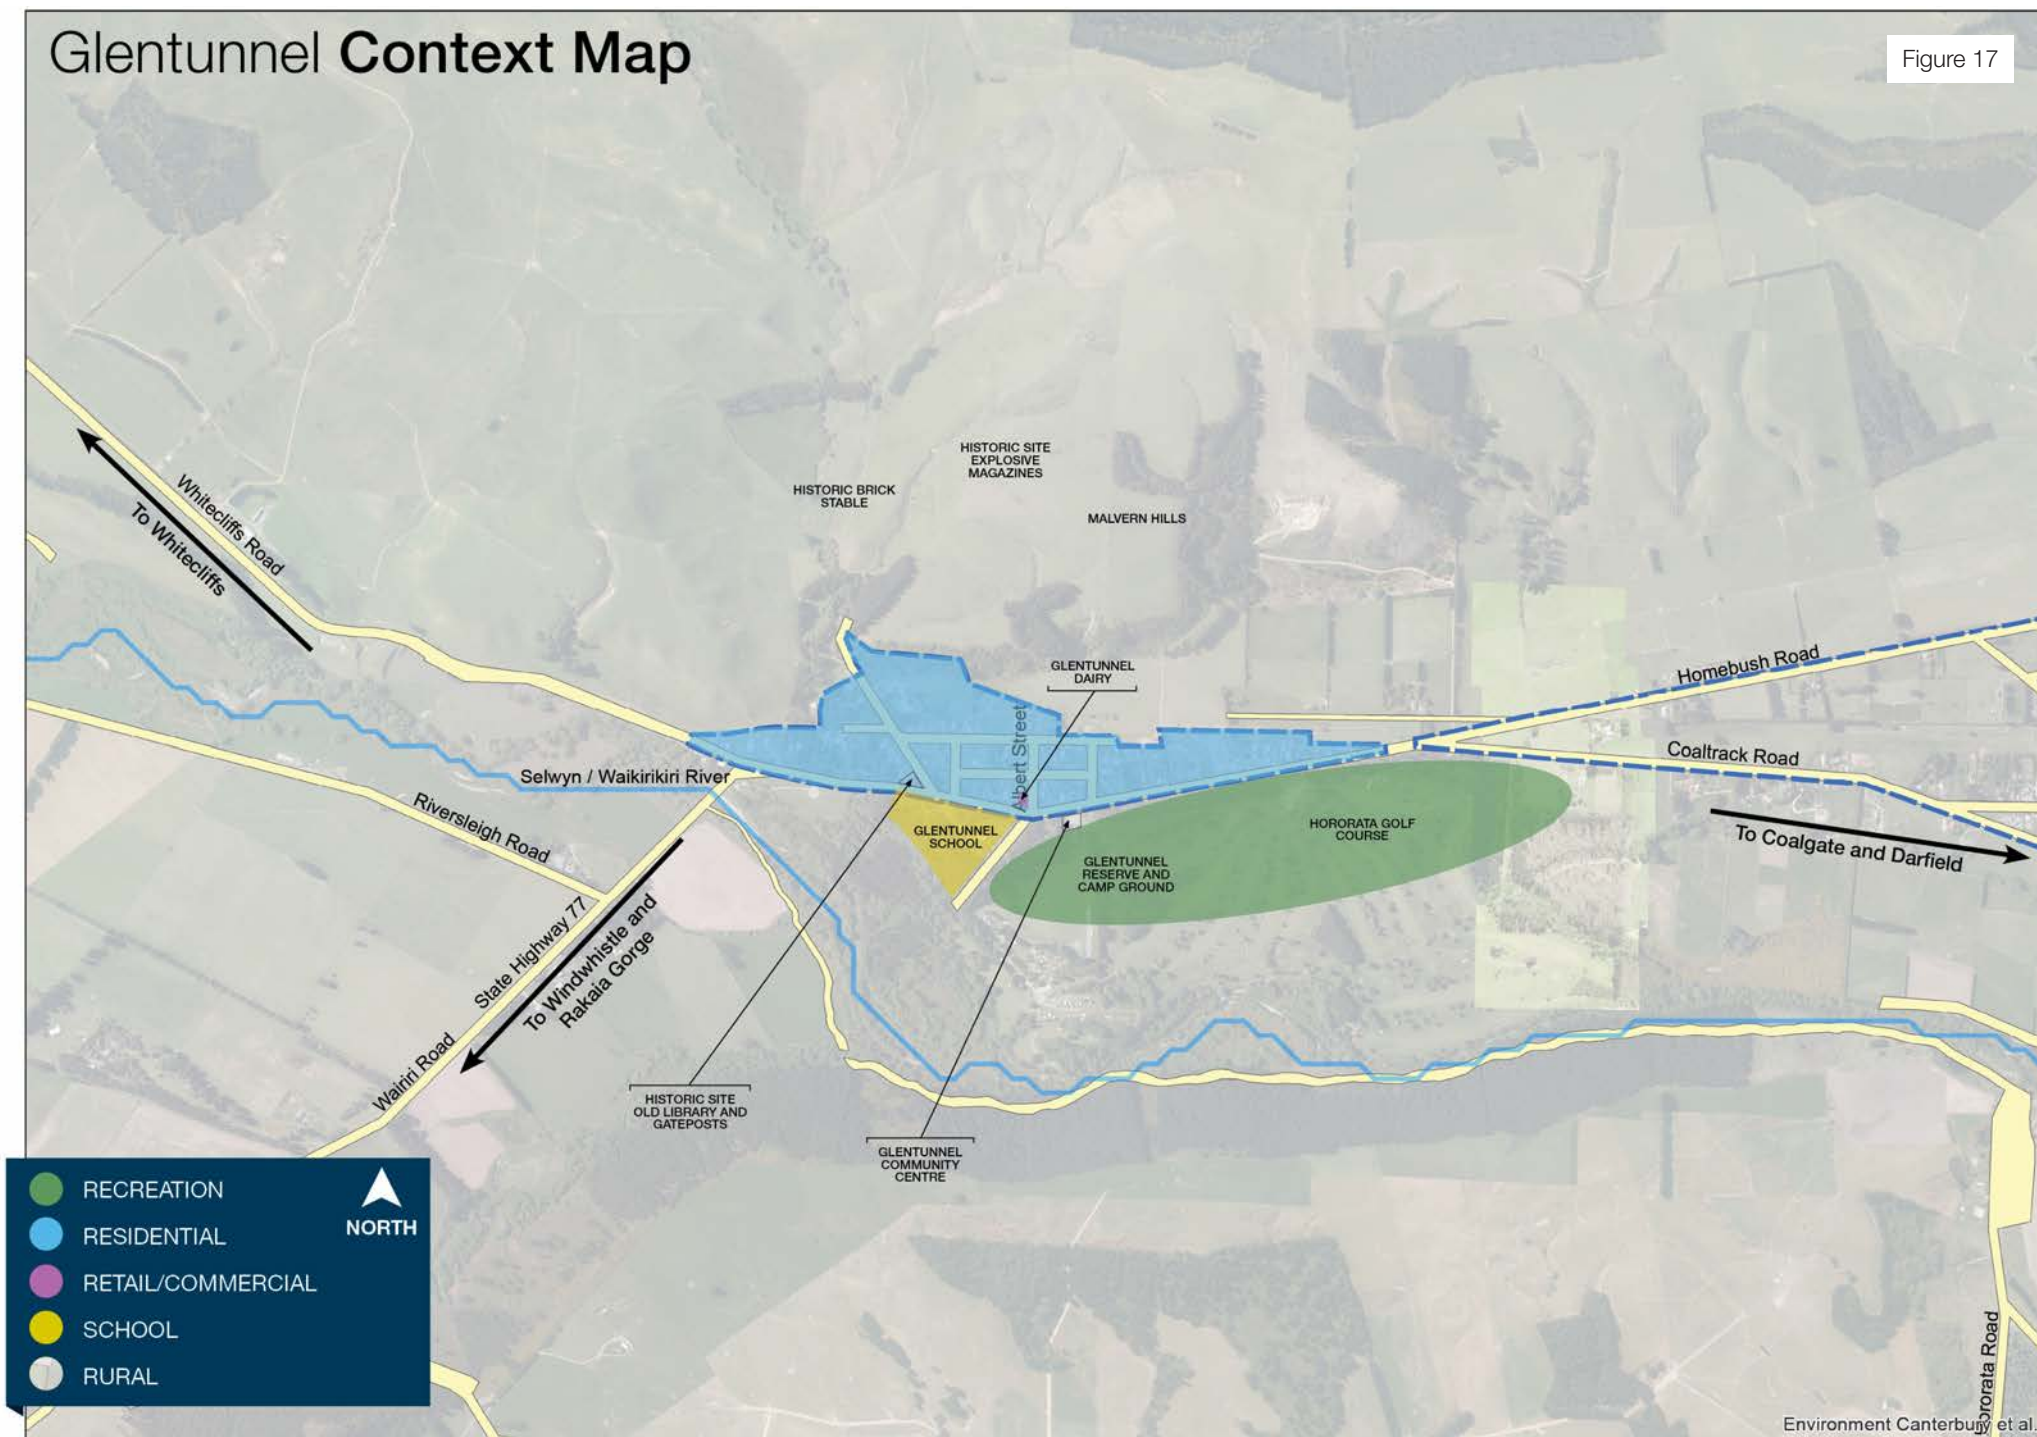 Glentunnel Context Map
Figure 17
HISTORIC SITE
EXPLOSIVE
MAGAZINES
HISTORIC BRICK
STABLE
MALVERN HILLS
Whitecliffs Road
To Whitecliffs
GLENTUNNEL
DAIRY
Homebush Road
Albert Street
Coaltrack Road
Selwyn / Waikirikiri River
Riversleigh Road
GLENTUNNEL
SCHOOL
HORORATA GOLF
COURSE
To Coalgate and Darfield
GLENTUNNEL
RESERVE AND
CAMP GROUND
State Highway 77
To Windwhistle and
Rakaia Gorge
Wairiri Road
HISTORIC SITE
OLD LIBRARY AND
GATEPOSTS
GLENTUNNEL
COMMUNITY
CENTRE
RECREATION
RESIDENTIAL
RETAIL/COMMERCIAL
SCHOOL
RURAL
NORTH
Hororata Road
Environment Canterbury et al.